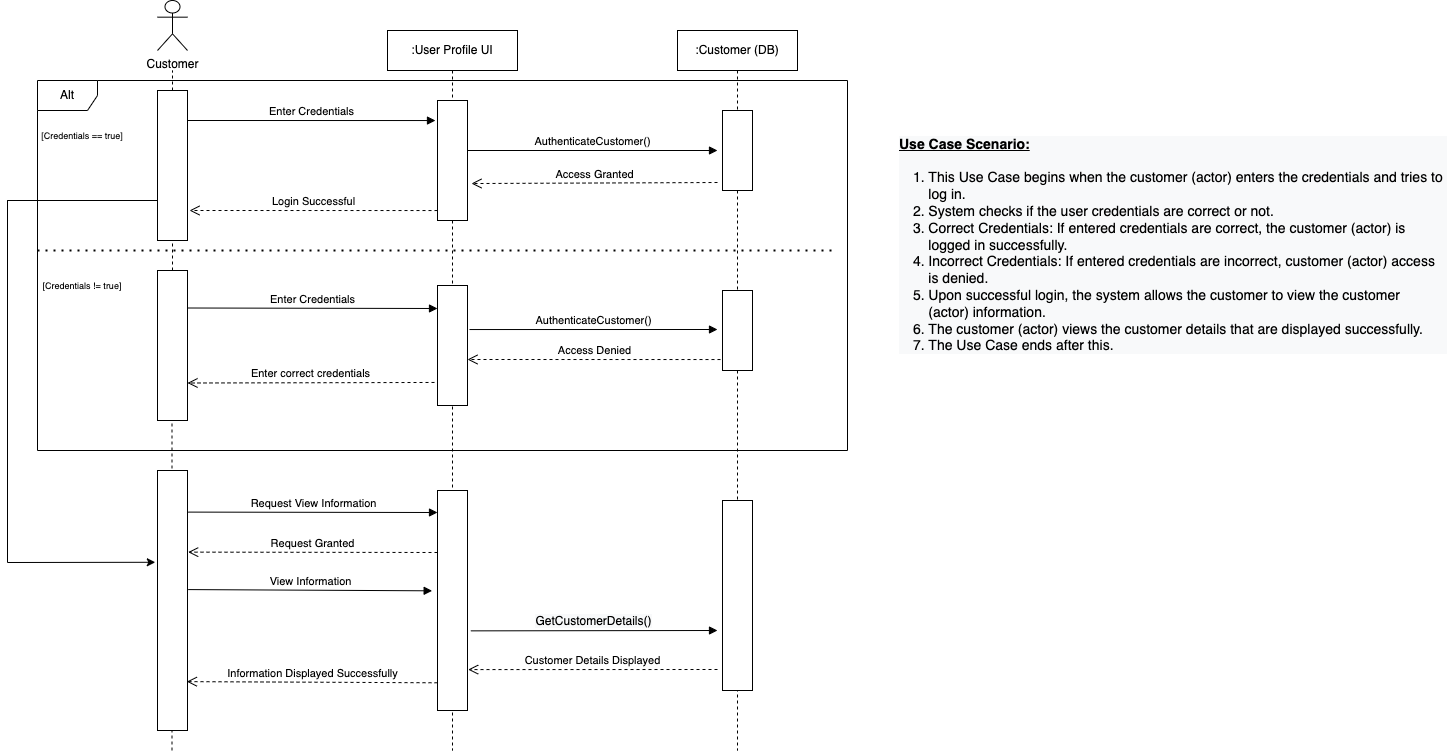 Customer
:User Profile UI
:Customer (DB)
Alt
[Credentials == true]
Enter Credentials
AuthenticateCustomer()
Access Granted
Login Successful
[Credentials != true]
Enter Credentials
AuthenticateCustomer()
Access Denied
Enter correct credentials
Request View Information
Request Granted
View Information
GetCustomerDetails()
Customer Details Displayed
Information Displayed Successfully
Use Case Scenario:
1. This Use Case begins when the customer (actor) enters the credentials and tries to
log in.
2. System checks if the user credentials are correct or not.
3. Correct Credentials: If entered credentials are correct, the customer (actor) is
logged in successfully.
4. Incorrect Credentials: If entered credentials are incorrect, customer (actor) access
is denied.
5. Upon successful login, the system allows the customer to view the customer
(actor) information.
6. The customer (actor) views the customer details that are displayed successfully.
7. The Use Case ends after this.